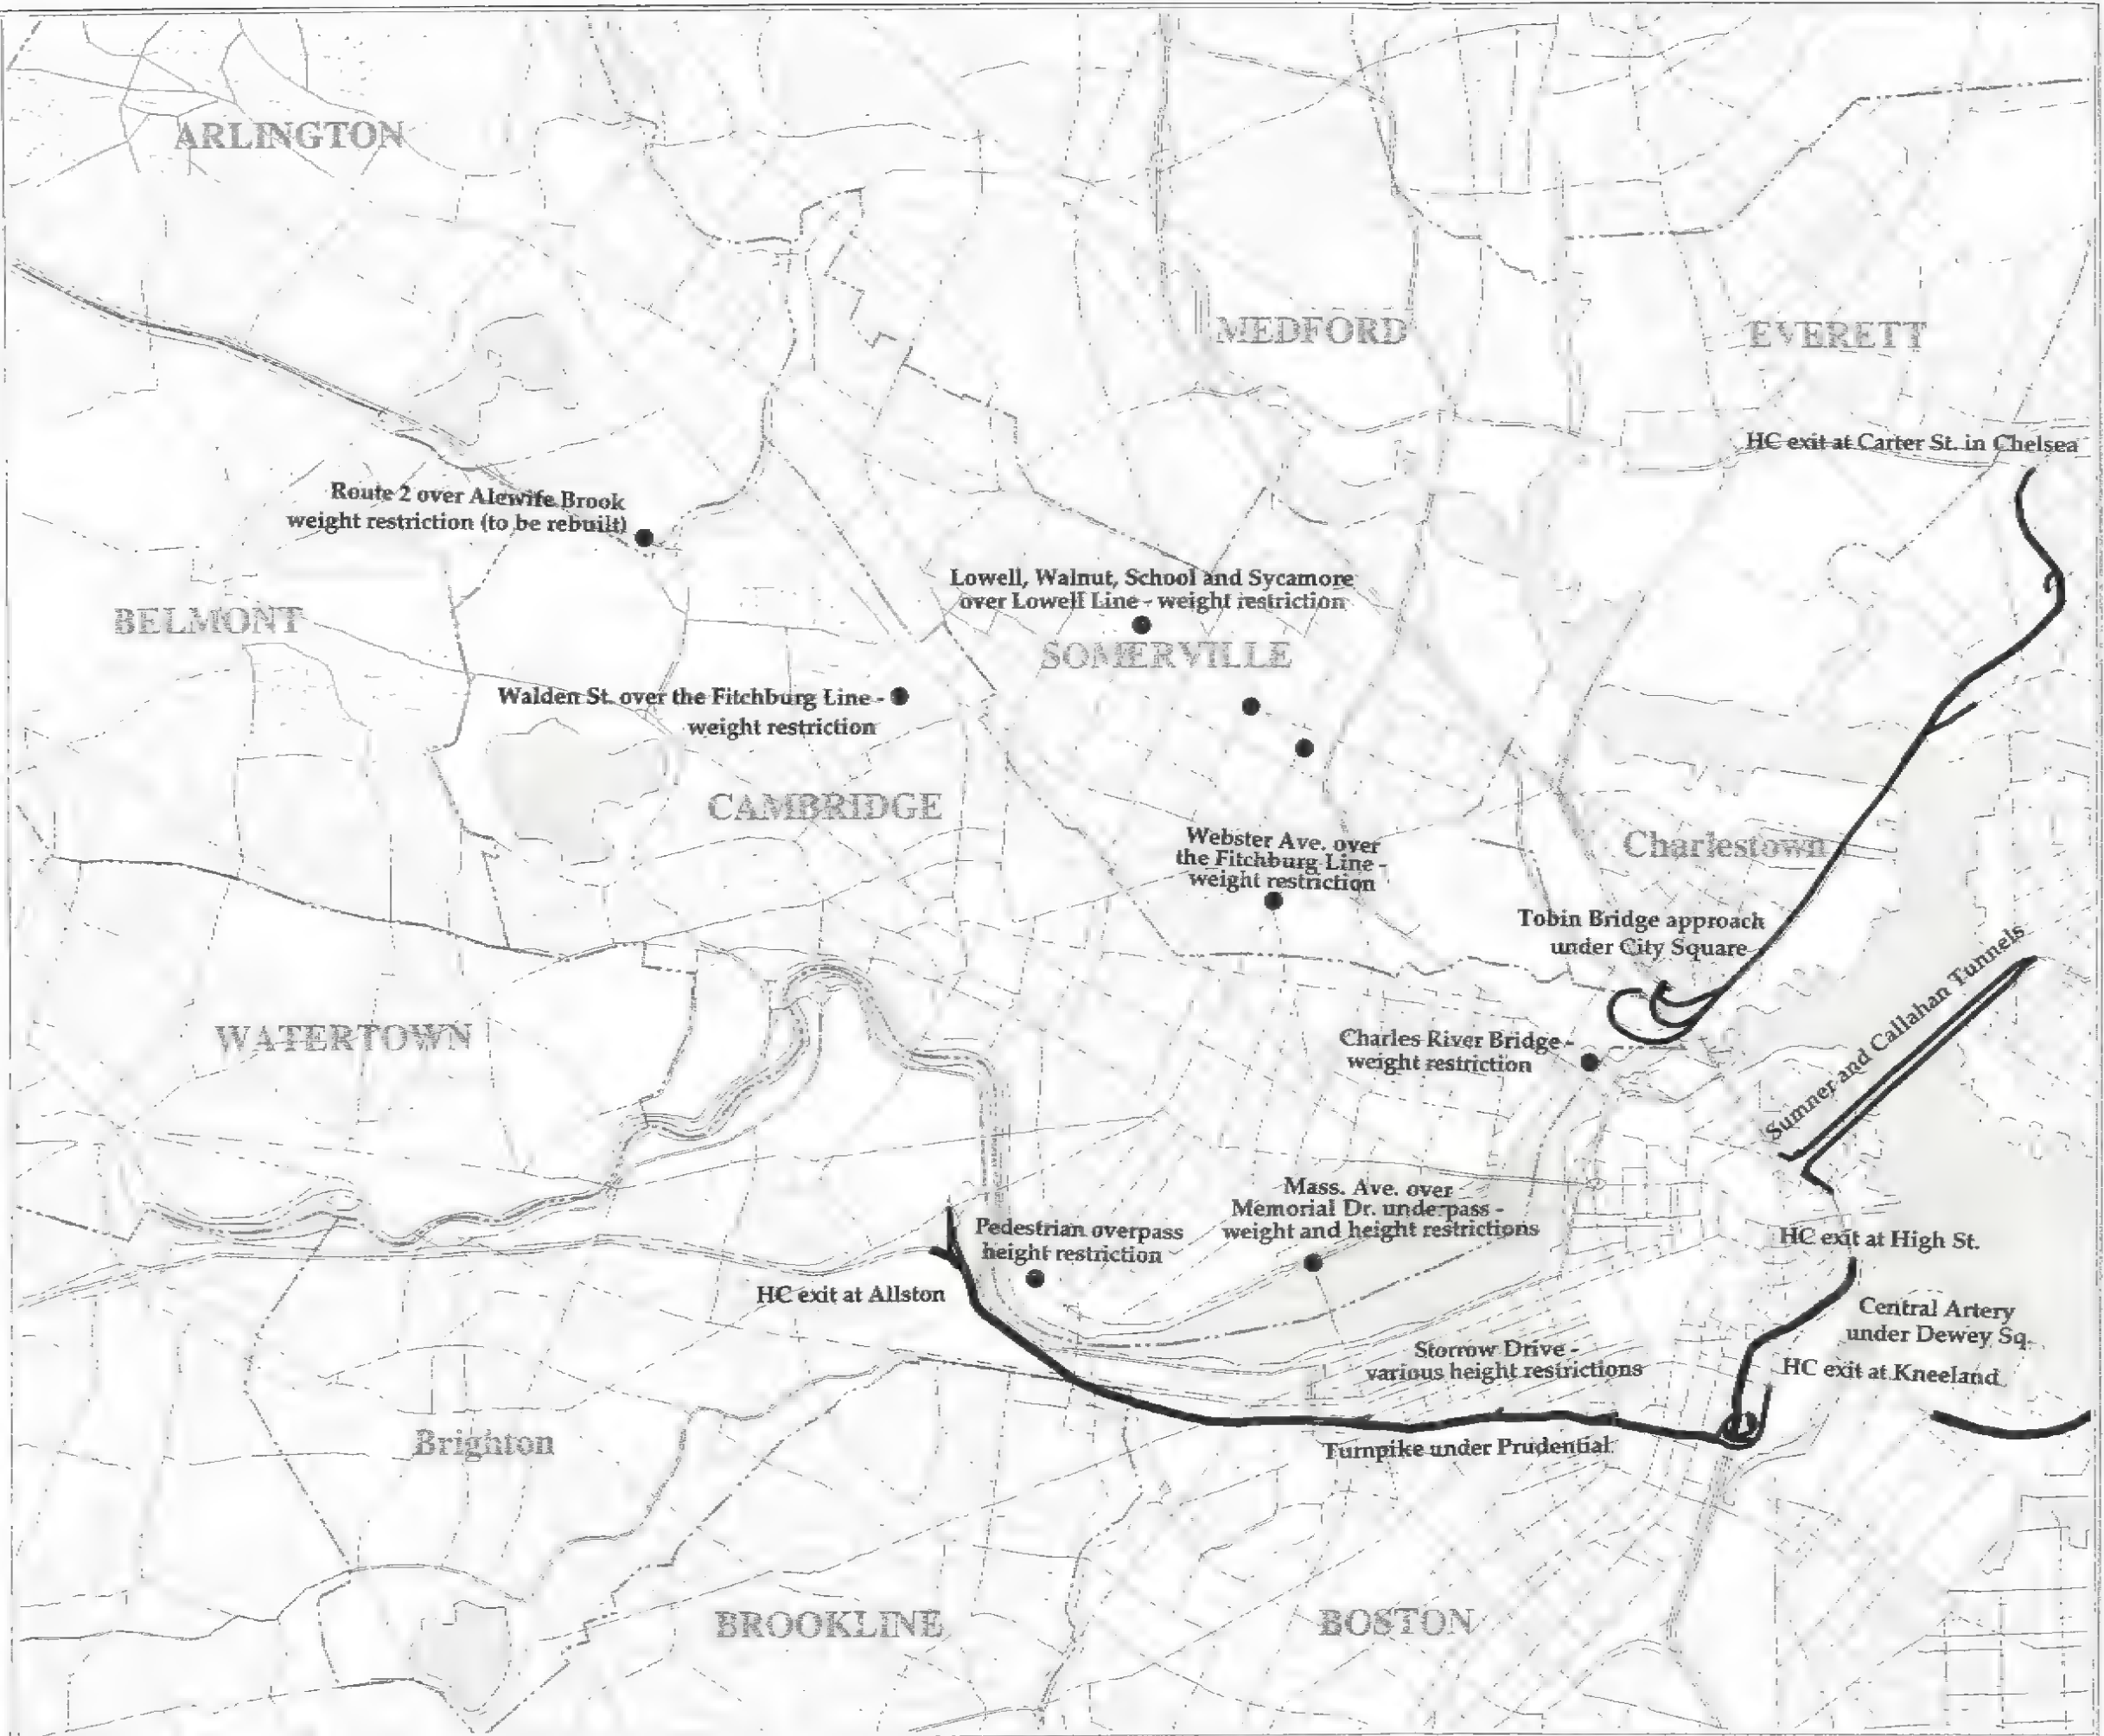 ARLINGTON
MEDFORD
EVERETT
HC exit at Carter St. in Chelsea
Route 2 over Alewife Brook
weight restriction (to be rebuilt)
Lowell, Walnut, School and Sycamore
over Lowell Line - weight restriction
BELMONT
SOMERVILLE
Walden St. over the Fitchburg Line -
weight restriction
CAMBRIDGE
Webster Ave. over
the Fitchburg Line -
weight restriction
Charlestown
Tobin Bridge approach
under City Square
Sumner and Callahan Tunnels
WATERTOWN
Charles River Bridge -
weight restriction
Mass. Ave. over
Memorial Dr. underpass -
weight and height restrictions
Pedestrian overpass
height restriction
HC exit at High St.
HC exit at Allston
Central Artery
under Dewey Sq.
Storrow Drive -
various height restrictions
HC exit at Kneeland
Brighton
Turnpike under Prudential
BROOKLINE
BOSTON